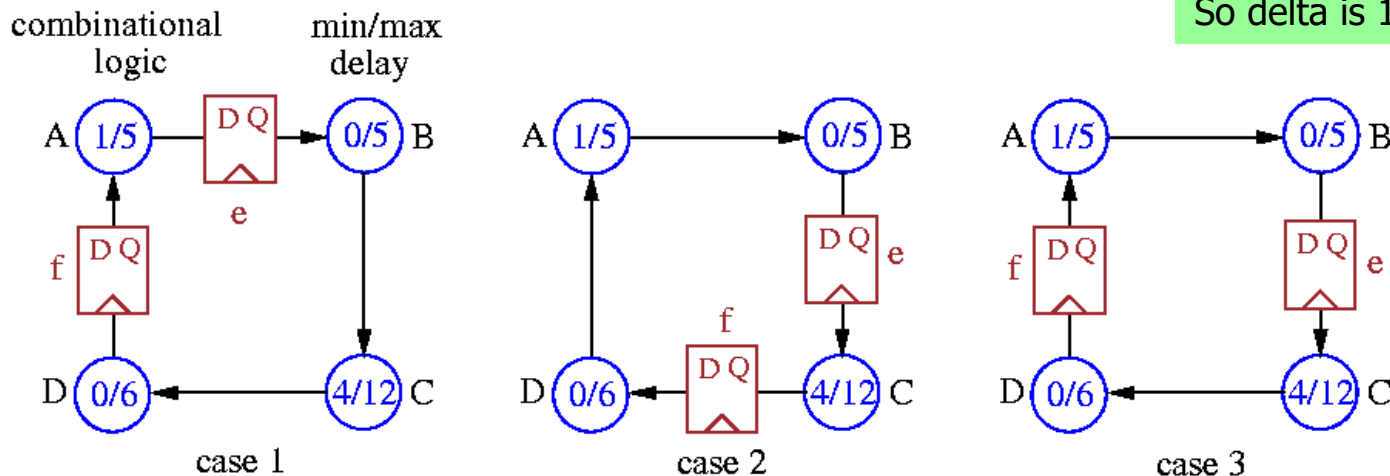 So delta is 1
combinational
logic
min/max
delay
A 1/5 D Q 0/5 B
e
f D Q
D 0/6 4/12 C
case 1
A 1/5 0/5 B
D Q e
f
D 0/6 D Q 4/12 C
case 2
A 1/5 0/5 B
f D Q D Q e
D 0/6 4/12 C
case 3